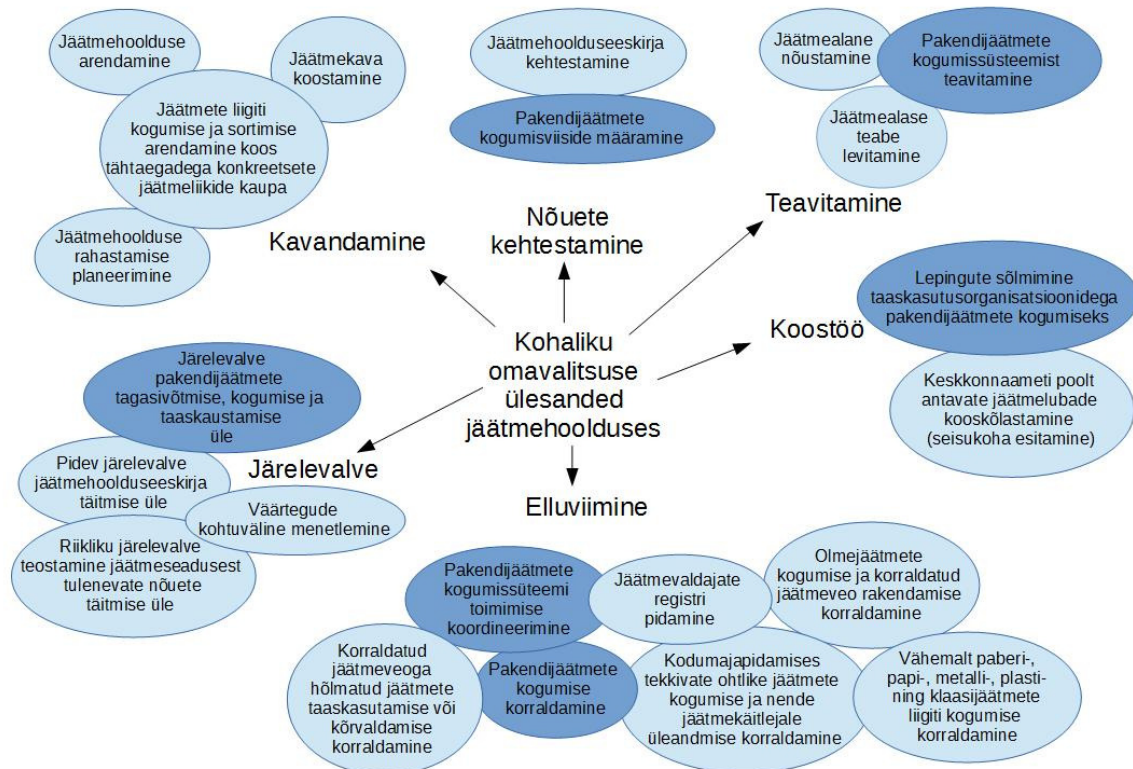 Jäätmehoolduse
arendamine
Jäätmekava
koostamine
Jäätmete liigiti
kogumise ja sortimise
arendamine koos
tähtaegadega konkreetsete
jäätmeliikide kaupa
Jäätmehoolduse
rahastamise
planeerimine
Kavandamine
Jäätmehoolduseeskirja
kehtestamine
Pakendijäätmete
kogumisviiside määramine
Nõuete
kehtestamine
Jäätmealane
nõustamine
Pakendijäätmete
kogumissüsteemist
teavitamine
Jäätmealase
teabe
levitamine
Teavitamine
Lepingute sõlmimine
taaskasutusorganisatsioonidega
pakendijäätmete kogumiseks
Koostöö
Keskkonnaameti poolt
antavate jäätmelubade
kooskõlastamine
(seisukoha esitamine)
Kohaliku
omavalitsuse
ülesanded
jäätmehoolduses
Järelevalve
pakendijäätmete
tagasivõtmise, kogumise ja
taaskaustamise
üle
Pidev järelevalve
jäätmehoolduseeskirja
täitmise üle
Järelevalve
Väärtegude
kohtuväline menetlemine
Riikliku järelevalve
teostamine jäätmeseadusest
tulenevate nõuete
täitmise üle
Elluviimine
Pakendijäätmete
kogumissüteemi
toimimise
koordineerimine
Jäätmevaldajate
registri
pidamine
Olmejäätmete
kogumise ja korraldatud
jäätmeveo rakendamise
korraldamine
Korraldatud
jäätmeveoga
hõlmatud jäätmete
taaskasutamise või
kõrvaldamise
korraldamine
Pakendijäätmete
kogumise
korraldamine
Kodumajapidamises
tekkivate ohtlike jäätmete
kogumise ja nende
jäätmekäitlejale
üleandmise korraldamine
Vähemalt paberi-,
papi-, metalli-, plasti-
ning klaasijäätmete
liigiti kogumise
korraldamine